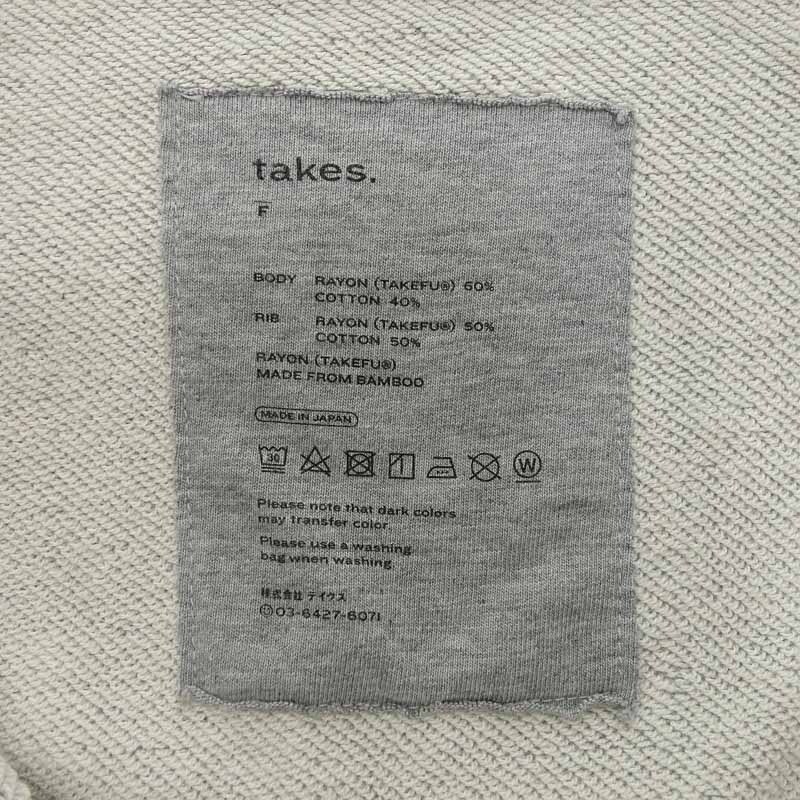 takes.
F
BODY RAYON (TAKEFU®) 60%
COTTON 40%
RIB RAYON (TAKEFU®) 50%
COTTON 50%
RAYON (TAKEFU®)
MADE FROM BAMBOO
MADE IN JAPAN
30 W
Please note that dark colors
may transfer color
Please use a washing
bag when washing
株式会社 テイクス
03-6427-6071